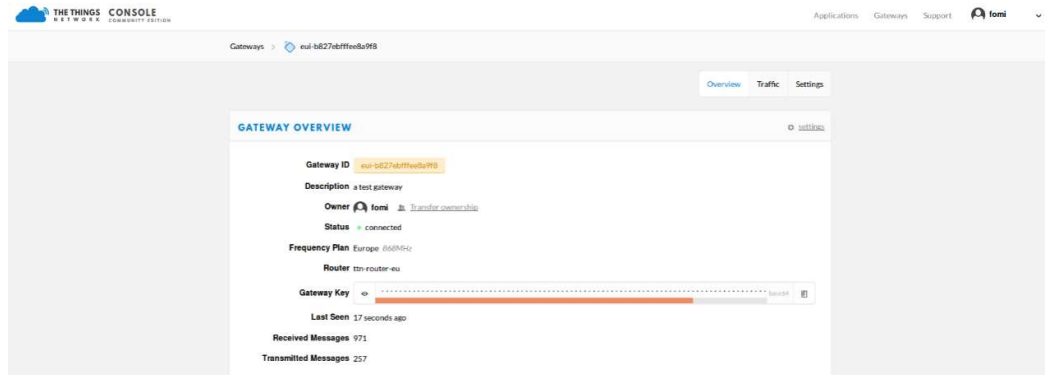 THE THINGS CONSOLE
NETWORK COMMUNITY EDITION
Applications Gateways Support fomi
Gateways > eui-b827ebfffee8a9f8
Overview Traffic Settings
GATEWAY OVERVIEW settings
Gateway ID eui-b827ebfffee8a9f8
Description a test gateway
Owner fomi Transfer ownership
Status connected
Frequency Plan Europe 868MHz
Router ttn-router-eu
Gateway Key base64
Last Seen 17 seconds ago
Received Messages 971
Transmitted Messages 257